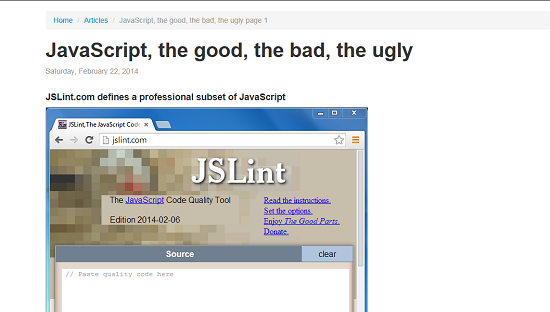 Home / Articles / JavaScript, the good, the bad, the ugly page 1
JavaScript, the good, the bad, the ugly
Saturday, February 22, 2014
JSLint.com defines a professional subset of JavaScript
JSLint,The JavaScript Cod
jslint.com
JSLint
The JavaScript Code Quality Tool
Edition 2014-02-06
Read the instructions.
Set the options.
Enjoy The Good Parts.
Donate.
Source
clear
// Paste quality code here